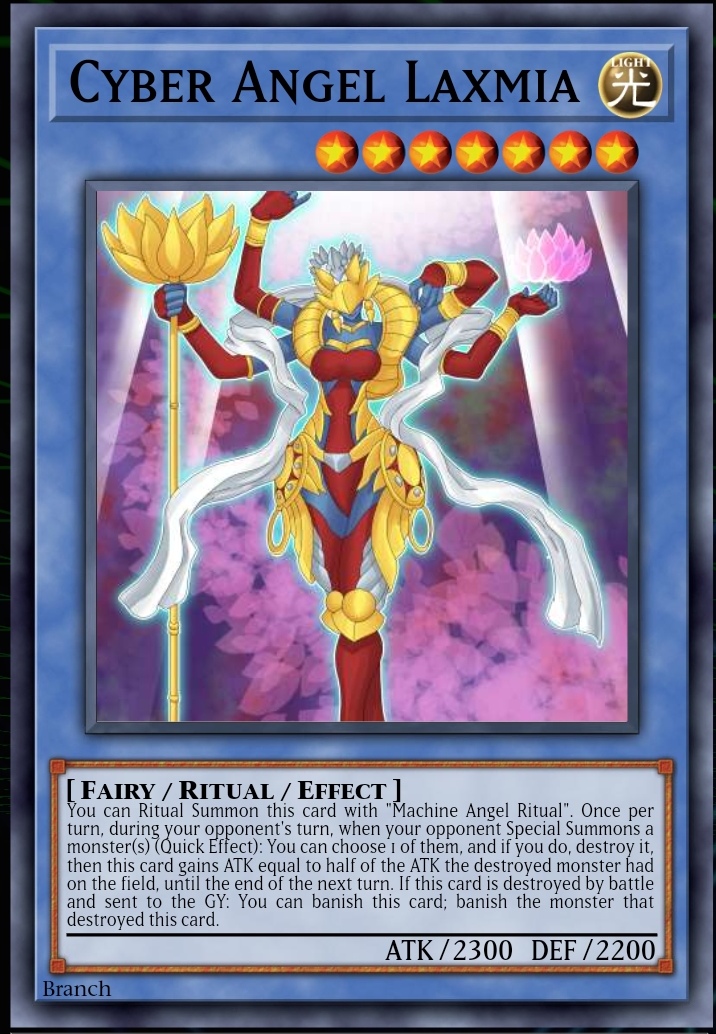 Cyber Angel Laxmia
LIGHT
光
[ Fairy / Ritual / Effect ]
You can Ritual Summon this card with "Machine Angel Ritual". Once per
turn, during your opponent's turn, when your opponent Special Summons a
monster(s) (Quick Effect): You can choose 1 of them, and if you do, destroy it,
then this card gains ATK equal to half of the ATK the destroyed monster had
on the field, until the end of the next turn. If this card is destroyed by battle
and sent to the GY: You can banish this card; banish the monster that
destroyed this card.
ATK/2300 DEF/2200
Branch